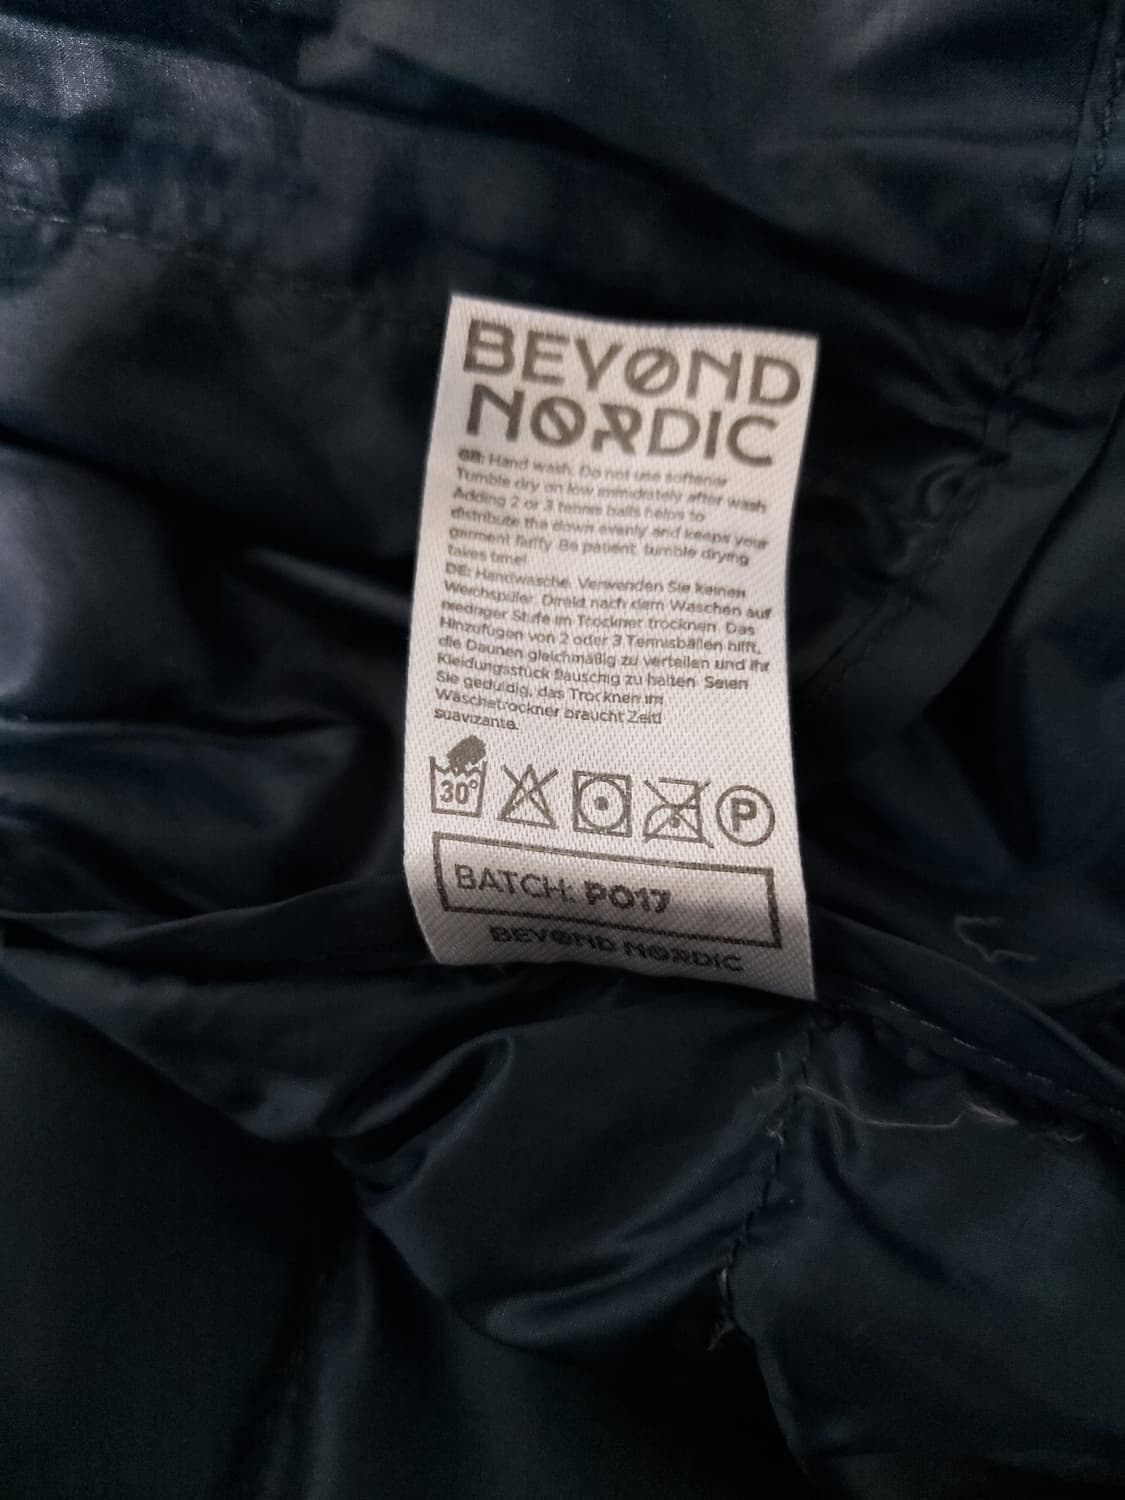 BEYØND
NØRDIC
GB: Hand wash. Do not use softener
Tumble dry on low immidiately after wash
Adding 2 or 3 tennis balls helps to
distribute the down evenly and keeps your
garment fluffy. Be patient, tumble drying
takes time!
DE: Handwäsche. Verwenden Sie keinen
Weichspüler. Direkt nach dem Waschen auf
niedriger Stufe im Trockner trocknen. Das
Hinzufügen von 2 oder 3 Tennisbällen hilft,
die Daunen gleichmäßig zu verteilen und Ihr
Kleidungsstück flauschig zu halten. Seien
Sie geduldig, das Trocknen im
Wäschetrockner braucht Zeit!
suavizante.
30°
P
BATCH: PO17
BEYØND NØRDIC